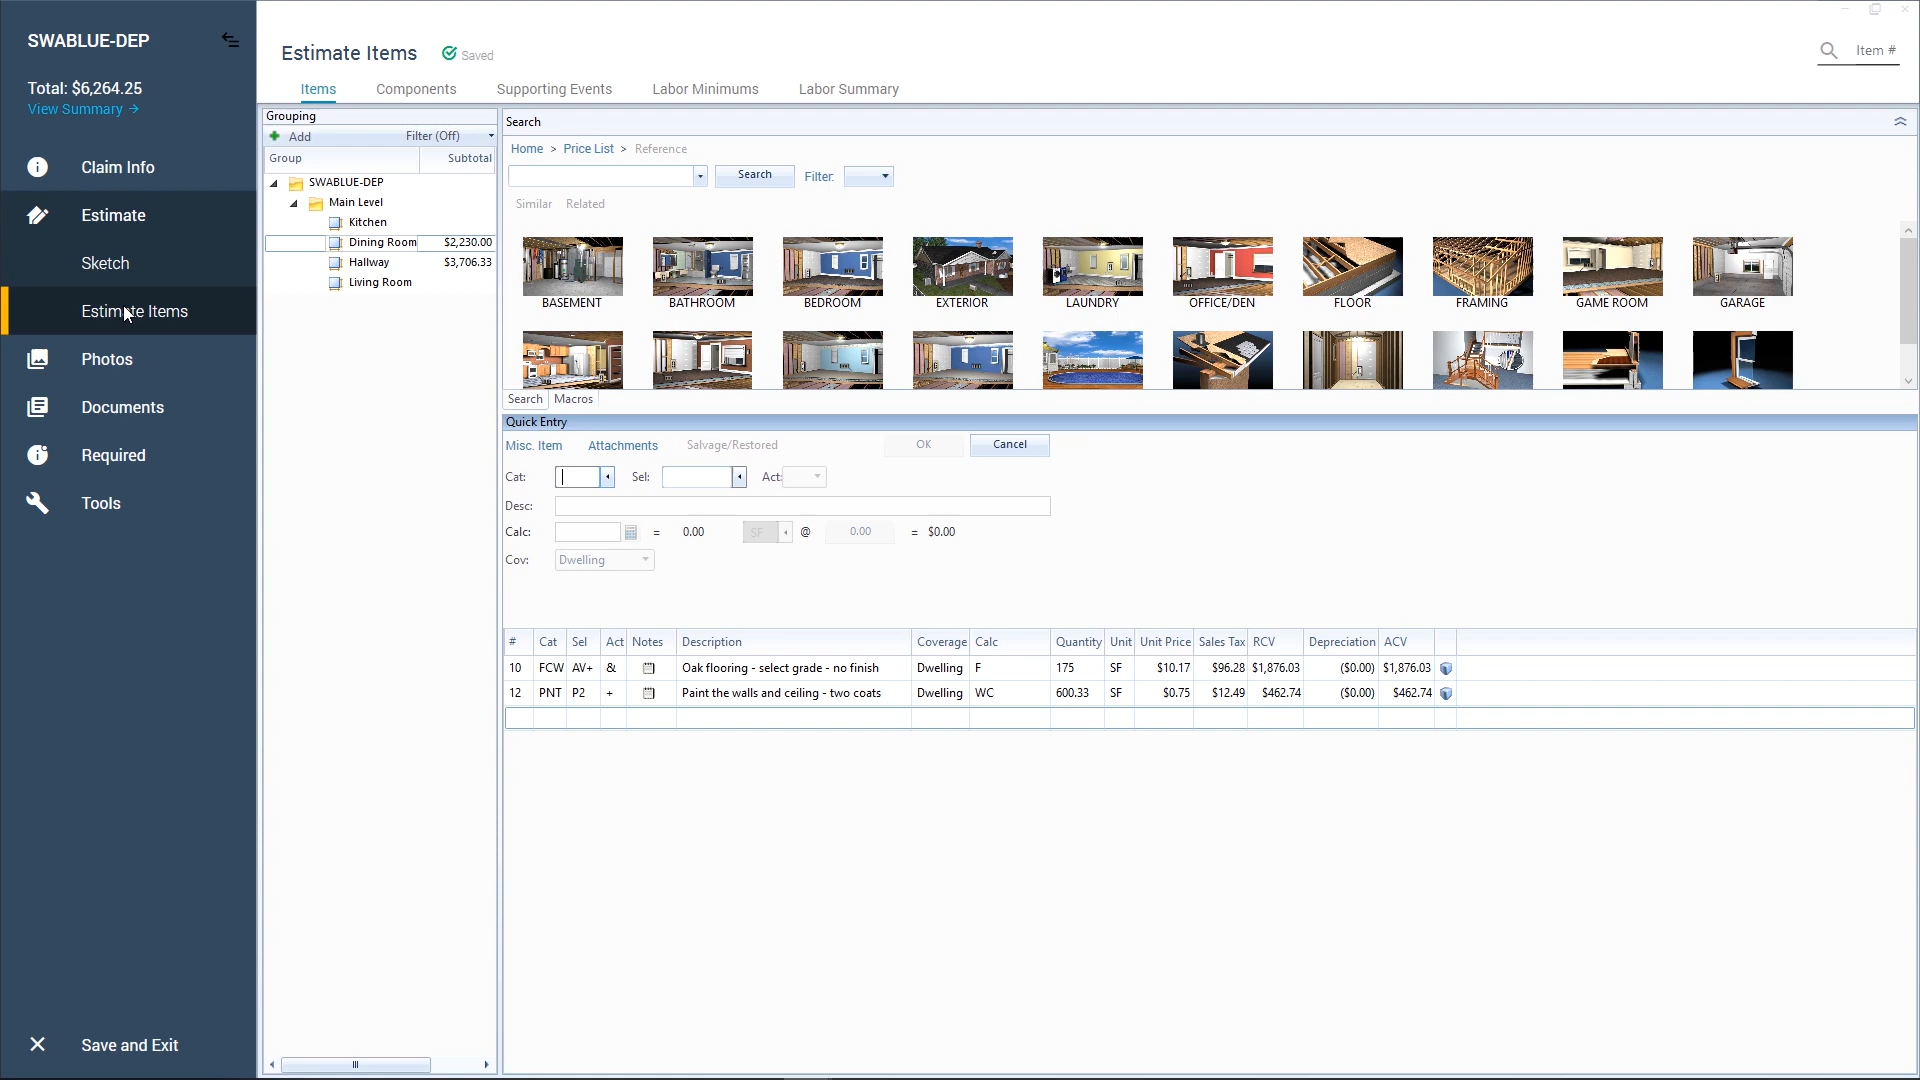 SWABLUE-DEP
Total: $6,264.25
View Summary →
Claim Info
Estimate
Sketch
Estimate Items
Photos
Documents
Required
Tools
Save and Exit
Estimate Items Saved
Item #
Items Components Supporting Events Labor Minimums Labor Summary
Grouping
Add Filter (Off)
Group Subtotal
SWABLUE-DEP
Main Level
Kitchen
Dining Room $2,230.00
Hallway $3,706.33
Living Room
Search
Home > Price List > Reference
Search Filter:
Similar Related
BASEMENT BATHROOM BEDROOM EXTERIOR LAUNDRY OFFICE/DEN FLOOR FRAMING GAME ROOM GARAGE
Search Macros
Quick Entry
Misc. Item Attachments Salvage/Restored OK Cancel
Cat: Sel: Act:
Desc:
Calc: = 0.00 SF @ 0.00 = $0.00
Cov: Dwelling
# Cat Sel Act Notes Description Coverage Calc Quantity Unit Unit Price Sales Tax RCV Depreciation ACV
10 FCW AV+ & Oak flooring - select grade - no finish Dwelling F 175 SF $10.17 $96.28 $1,876.03 ($0.00) $1,876.03
12 PNT P2 + Paint the walls and ceiling - two coats Dwelling WC 600.33 SF $0.75 $12.49 $462.74 ($0.00) $462.74